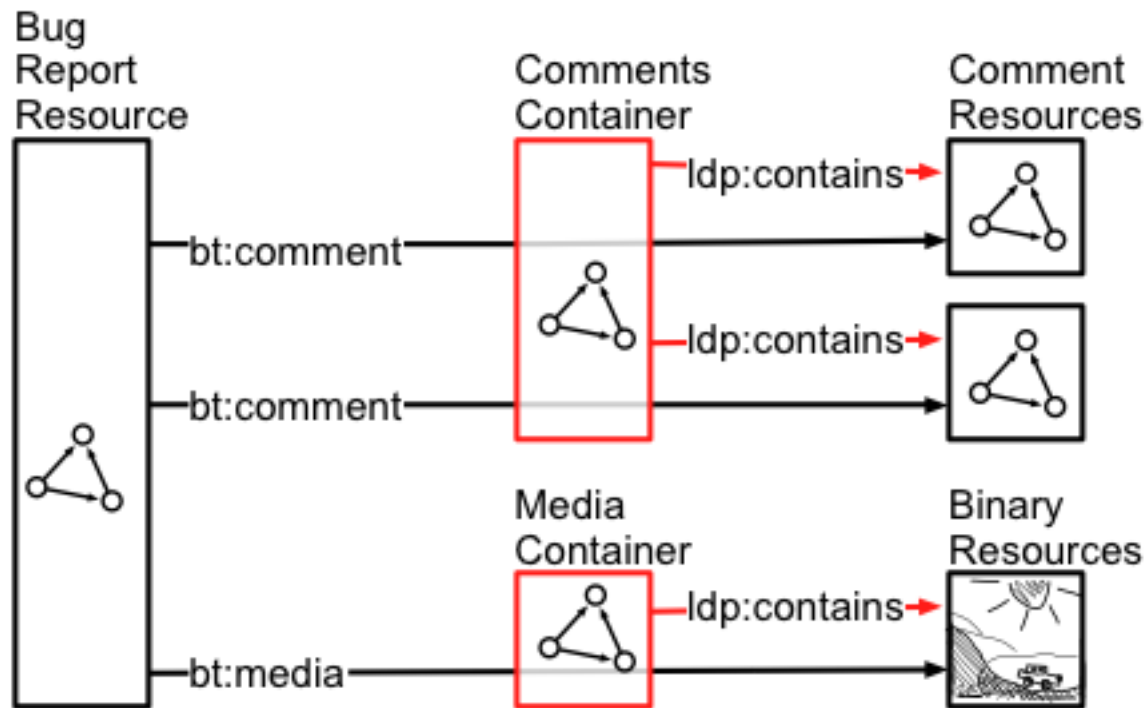 Bug
Report
Resource
Comments
Container
Comment
Resources
ldp:contains
bt:comment
ldp:contains
bt:comment
Media
Container
Binary
Resources
ldp:contains
bt:media